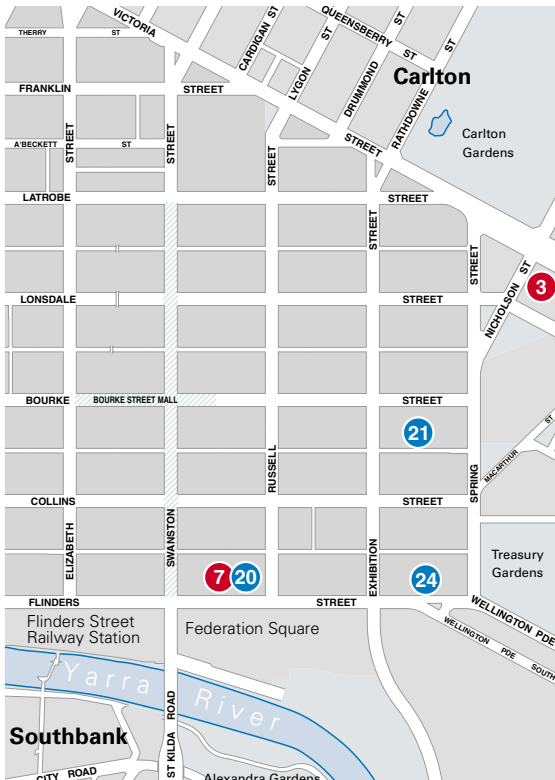 VICTORIA
THERRY ST
CARDIGAN ST
QUEENSBERRY ST
LYGON ST
DRUMMOND ST
RATHDOWNE ST
Carlton
FRANKLIN STREET
Carlton
Gardens
A'BECKETT ST
STREET
STREET
STREET
STREET
LATROBE STREET
STREET
STREET
NICHOLSON ST
3
LONSDALE STREET
BOURKE BOURKE STREET MALL STREET
21
MACARTHUR ST
RUSSELL
SPRING
COLLINS STREET
ELIZABETH
SWANSTON
EXHIBITION
Treasury
Gardens
7 20
24
FLINDERS STREET
WELLINGTON PDE
WELLINGTON PDE SOUTH
Flinders Street
Railway Station
Federation Square
Yarra River
ST KILDA ROAD
Southbank
CITY ROAD
Alexandra Gardens